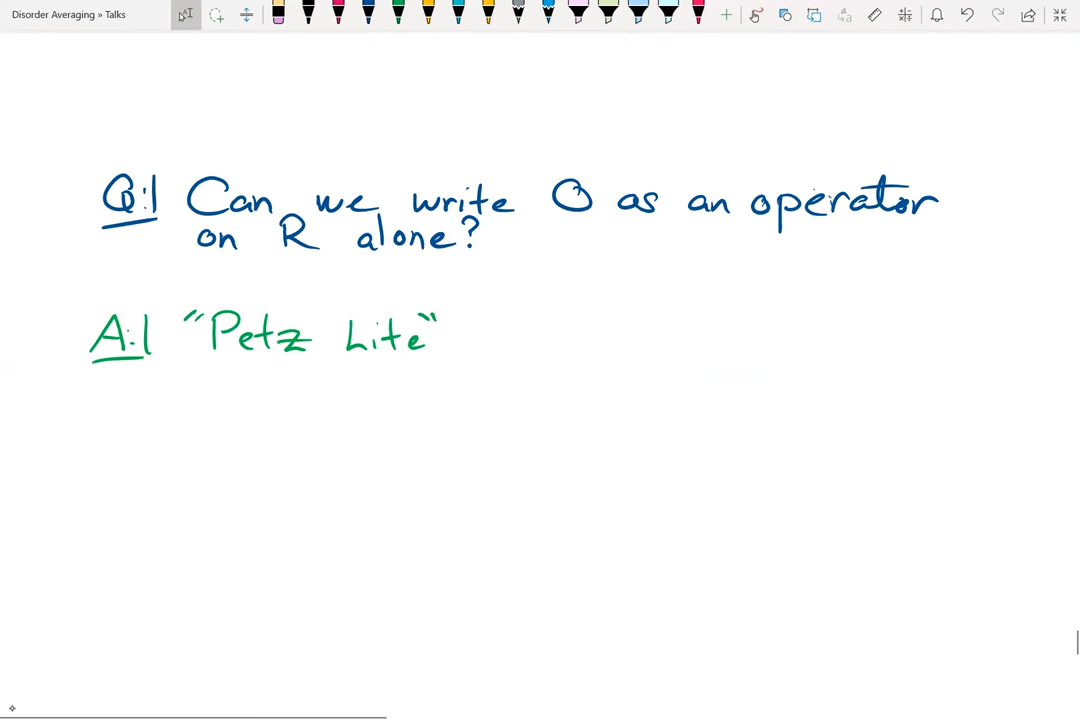 Disorder Averaging » Talks
Q:1 Can we write O as an operator
on R alone?
A:1 "Petz Lite"